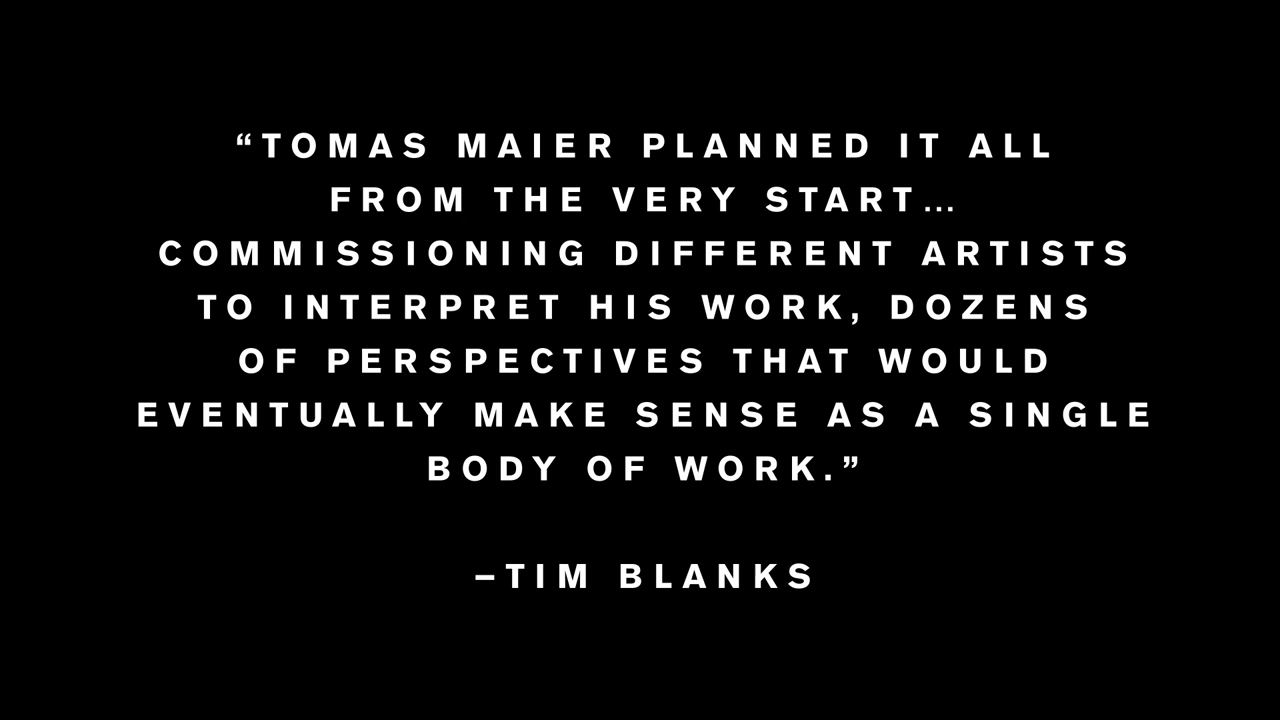 “TOMAS MAIER PLANNED IT ALL
FROM THE VERY START…
COMMISSIONING DIFFERENT ARTISTS
TO INTERPRET HIS WORK, DOZENS
OF PERSPECTIVES THAT WOULD
EVENTUALLY MAKE SENSE AS A SINGLE
BODY OF WORK.”
–TIM BLANKS